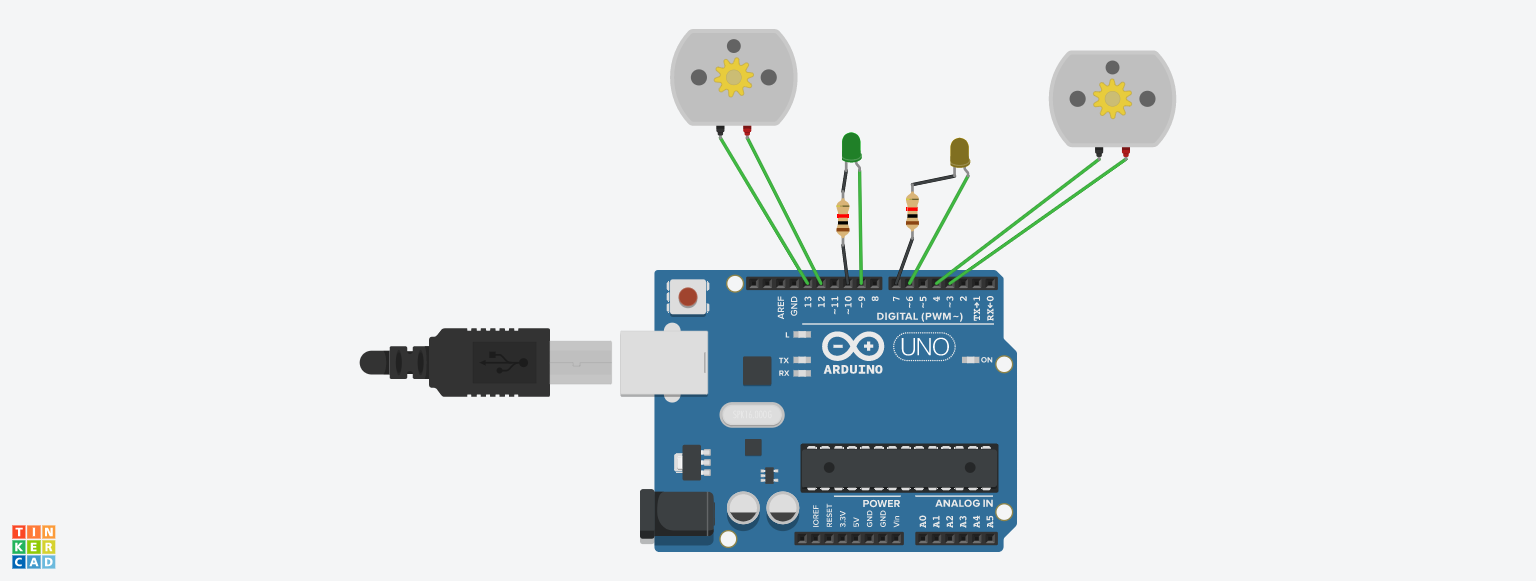 AREF
GND
13
12
~11
~10
~9
8
7
~6
~5
4
~3
2
TX→1
RX←0
DIGITAL (PWM~)
L
TX
RX
UNO
ON
ARDUINO
POWER
ANALOG IN
IOREF
RESET
3.3V
5V
GND
GND
Vin
A0
A1
A2
A3
A4
A5
TIN
KER
CAD